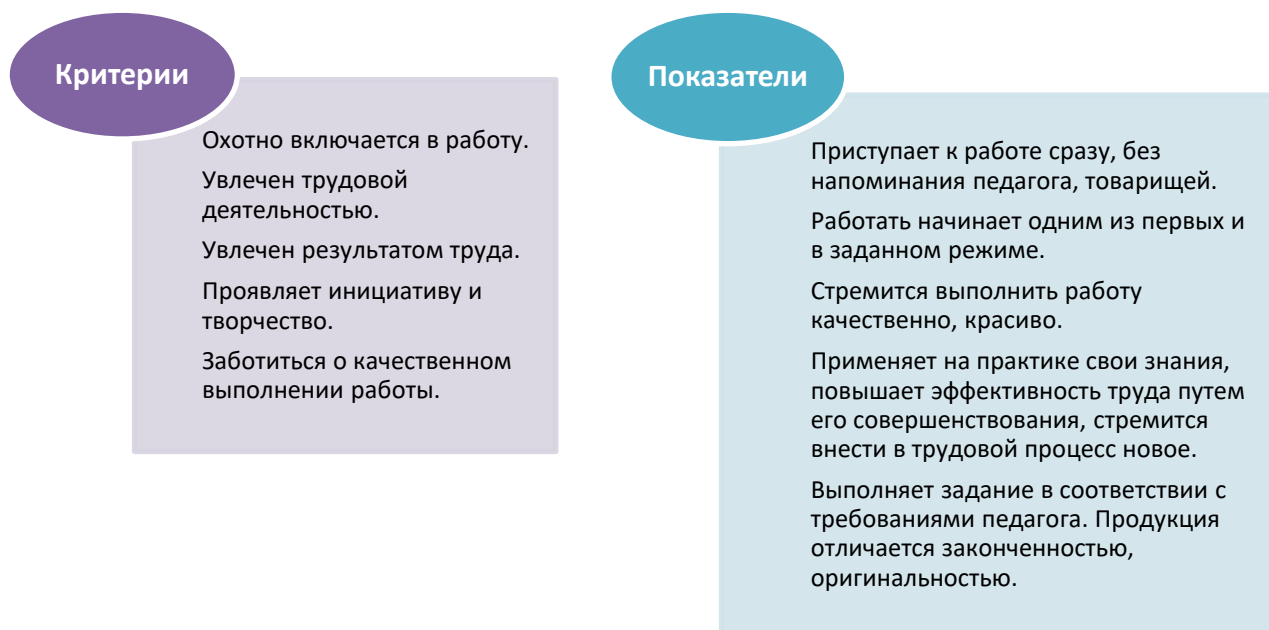 Критерии
Охотно включается в работу.
Увлечен трудовой
деятельностью.
Увлечен результатом труда.
Проявляет инициативу и
творчество.
Заботиться о качественном
выполнении работы.
Показатели
Приступает к работе сразу, без
напоминания педагога, товарищей.
Работать начинает одним из первых и
в заданном режиме.
Стремится выполнить работу
качественно, красиво.
Применяет на практике свои знания,
повышает эффективность труда путем
его совершенствования, стремится
внести в трудовой процесс новое.
Выполняет задание в соответствии с
требованиями педагога. Продукция
отличается законченностью,
оригинальностью.